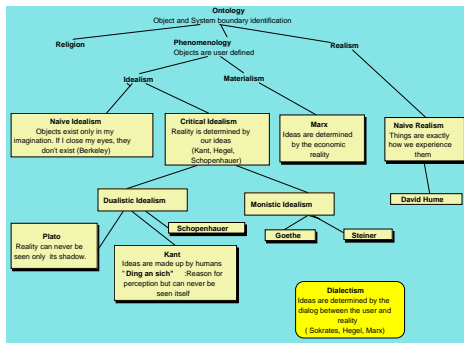 Ontology
Object and System boundary identification
Religion
Phenomenology
Objects are user defined
Realism
Idealism
Materialism
Naive Idealism
Objects exist only in my
imagination. If I close my eyes, they
don't exist (Berkeley)
Critical Idealism
Reality is determined by
our ideas
(Kant, Hegel,
Schopenhauer)
Marx
Ideas are determined
by the economic
reality
Naive Realism
Things are exactly
how we experience
them
Dualistic Idealism
Monistic Idealism
David Hume
Schopenhauer
Goethe
Steiner
Plato
Reality can never be
seen only its shadow.
Kant
Ideas are made up by humans
"Ding an sich" :Reason for
perception but can never be
seen itself
Dialectism
Ideas are determined by the
dialog between the user and
reality
( Sokrates, Hegel, Marx)